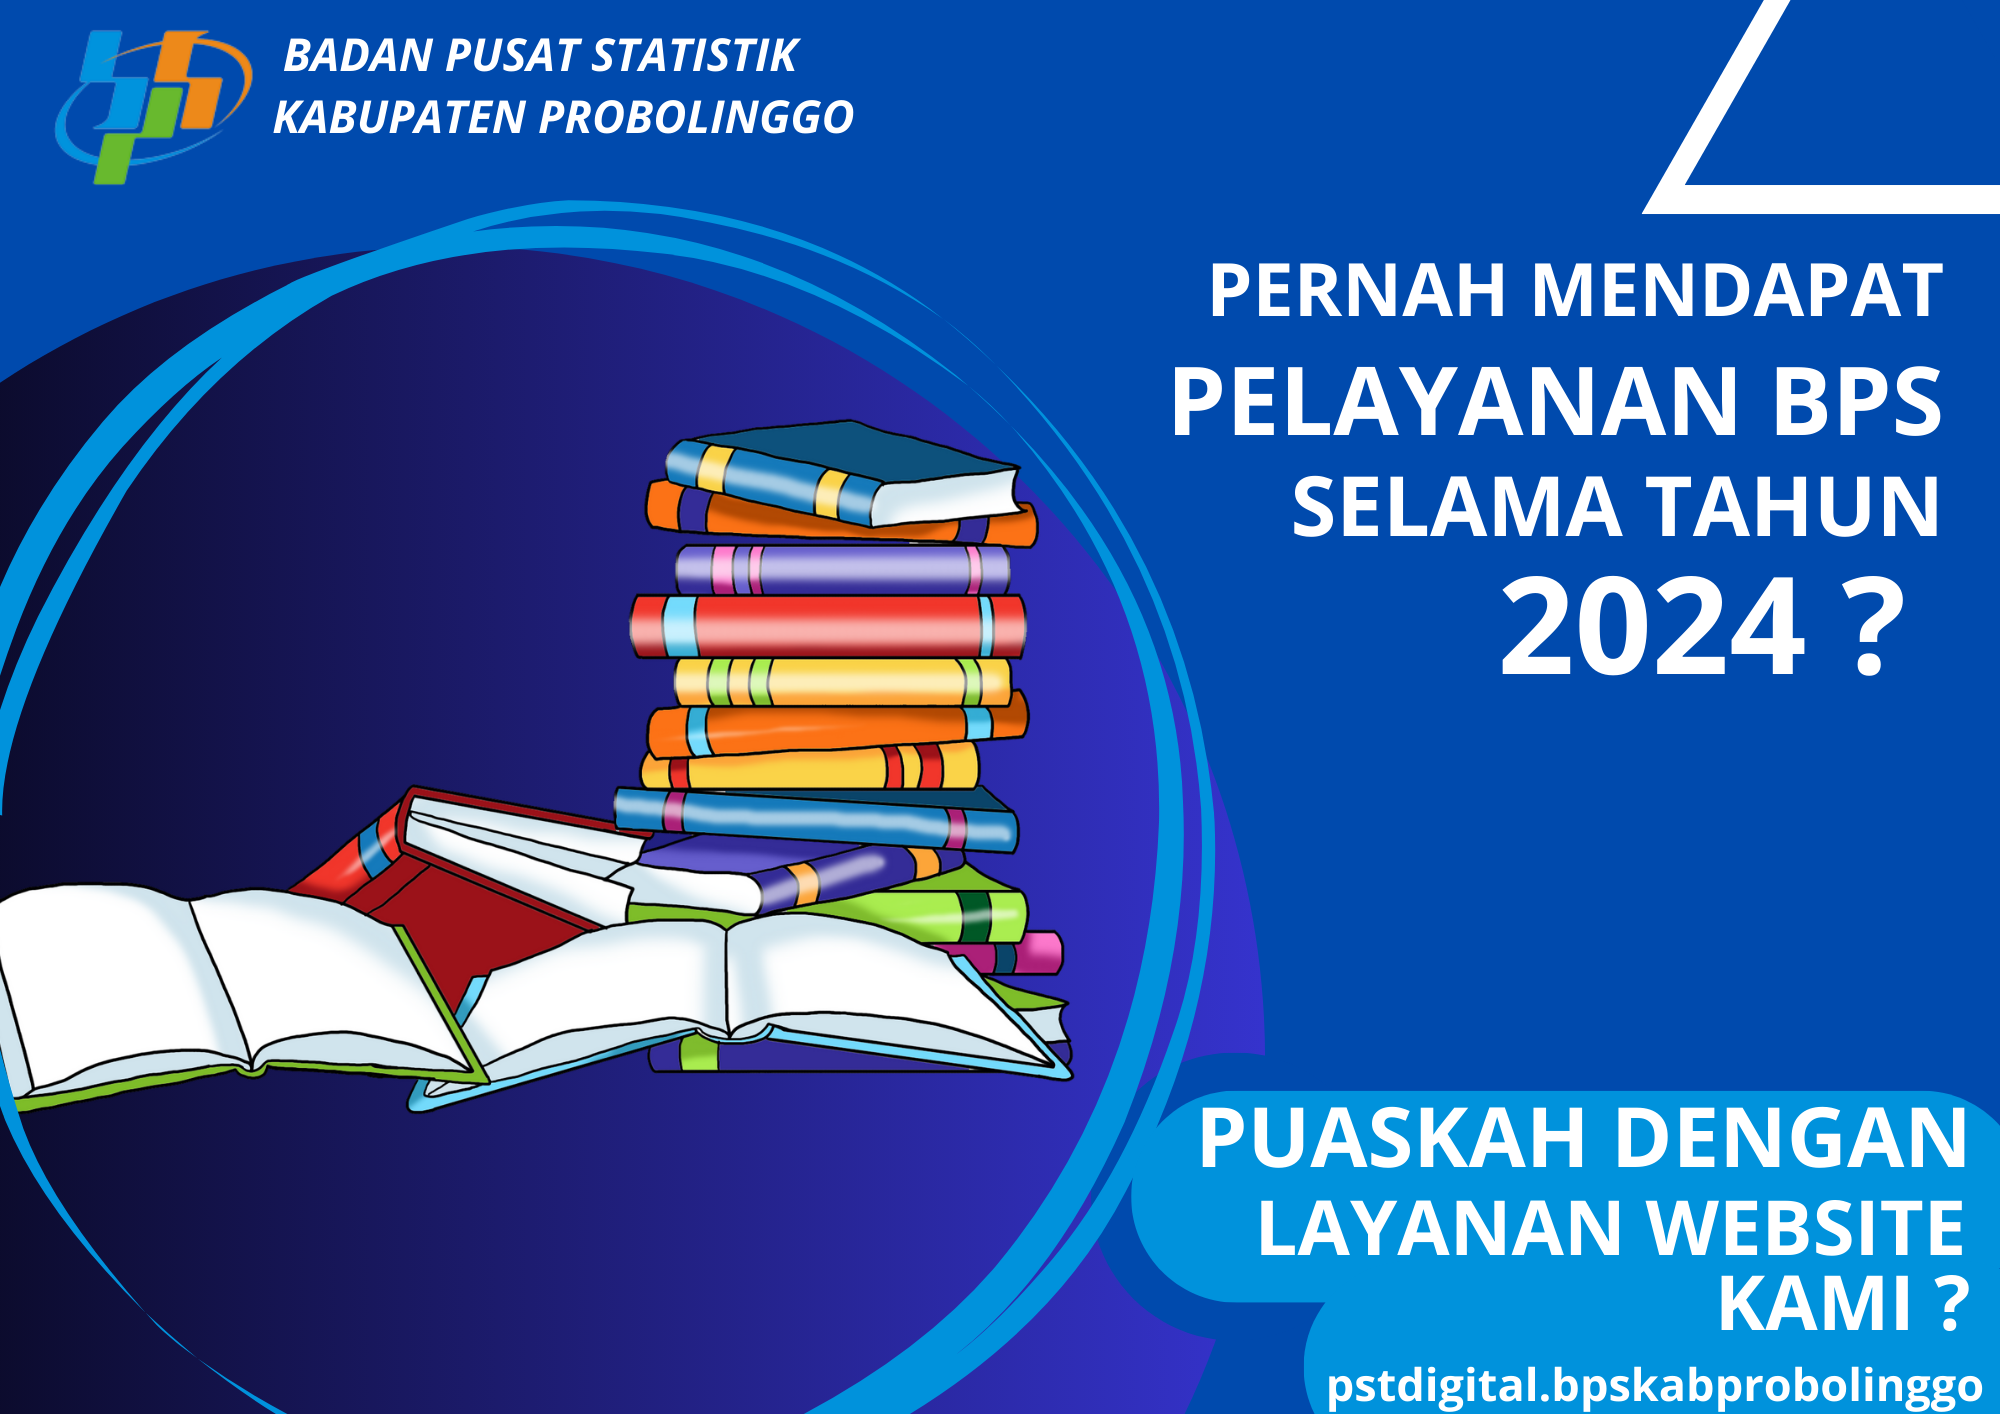 BADAN PUSAT STATISTIK
KABUPATEN PROBOLINGGO
PERNAH MENDAPAT
PELAYANAN BPS
SELAMA TAHUN
2024 ?
PUASKAH DENGAN
LAYANAN WEBSITE
KAMI ?
pstdigital.bpskabprobolinggo